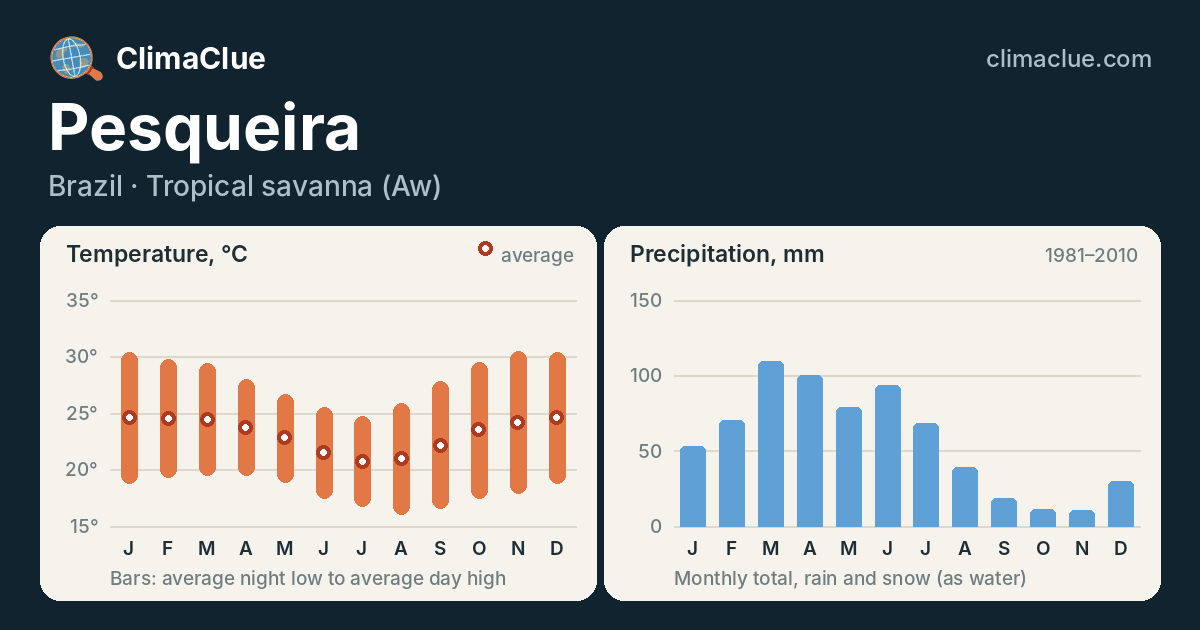 ClimaClue
climaclue.com
Pesqueira
Brazil · Tropical savanna (Aw)
Temperature, °C
average
35°
30°
25°
20°
15°
J F M A M J J A S O N D
Bars: average night low to average day high
Precipitation, mm
1981–2010
150
100
50
0
J F M A M J J A S O N D
Monthly total, rain and snow (as water)